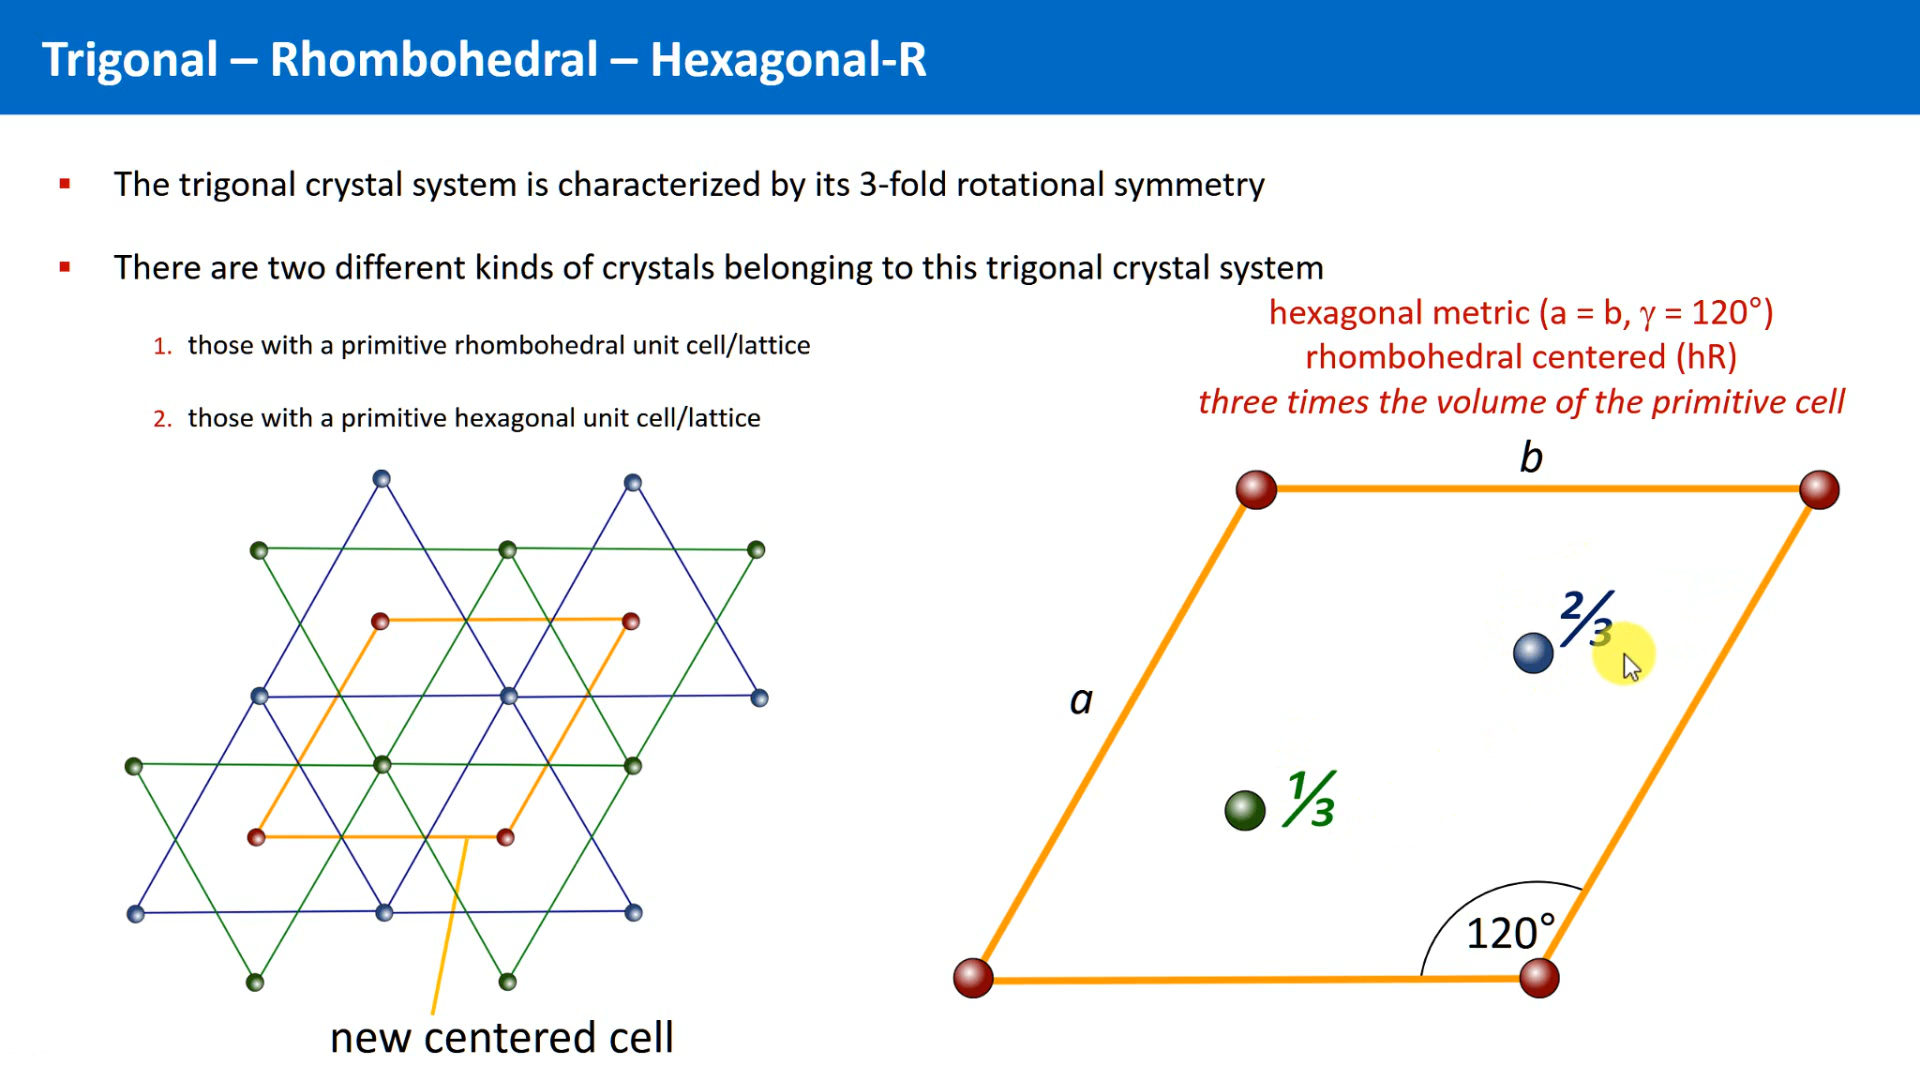 Trigonal – Rhombohedral – Hexagonal-R
The trigonal crystal system is characterized by its 3-fold rotational symmetry
There are two different kinds of crystals belonging to this trigonal crystal system
1. those with a primitive rhombohedral unit cell/lattice
2. those with a primitive hexagonal unit cell/lattice
hexagonal metric (a = b, γ = 120°)
rhombohedral centered (hR)
three times the volume of the primitive cell
b
⅔
a
⅓
120°
new centered cell